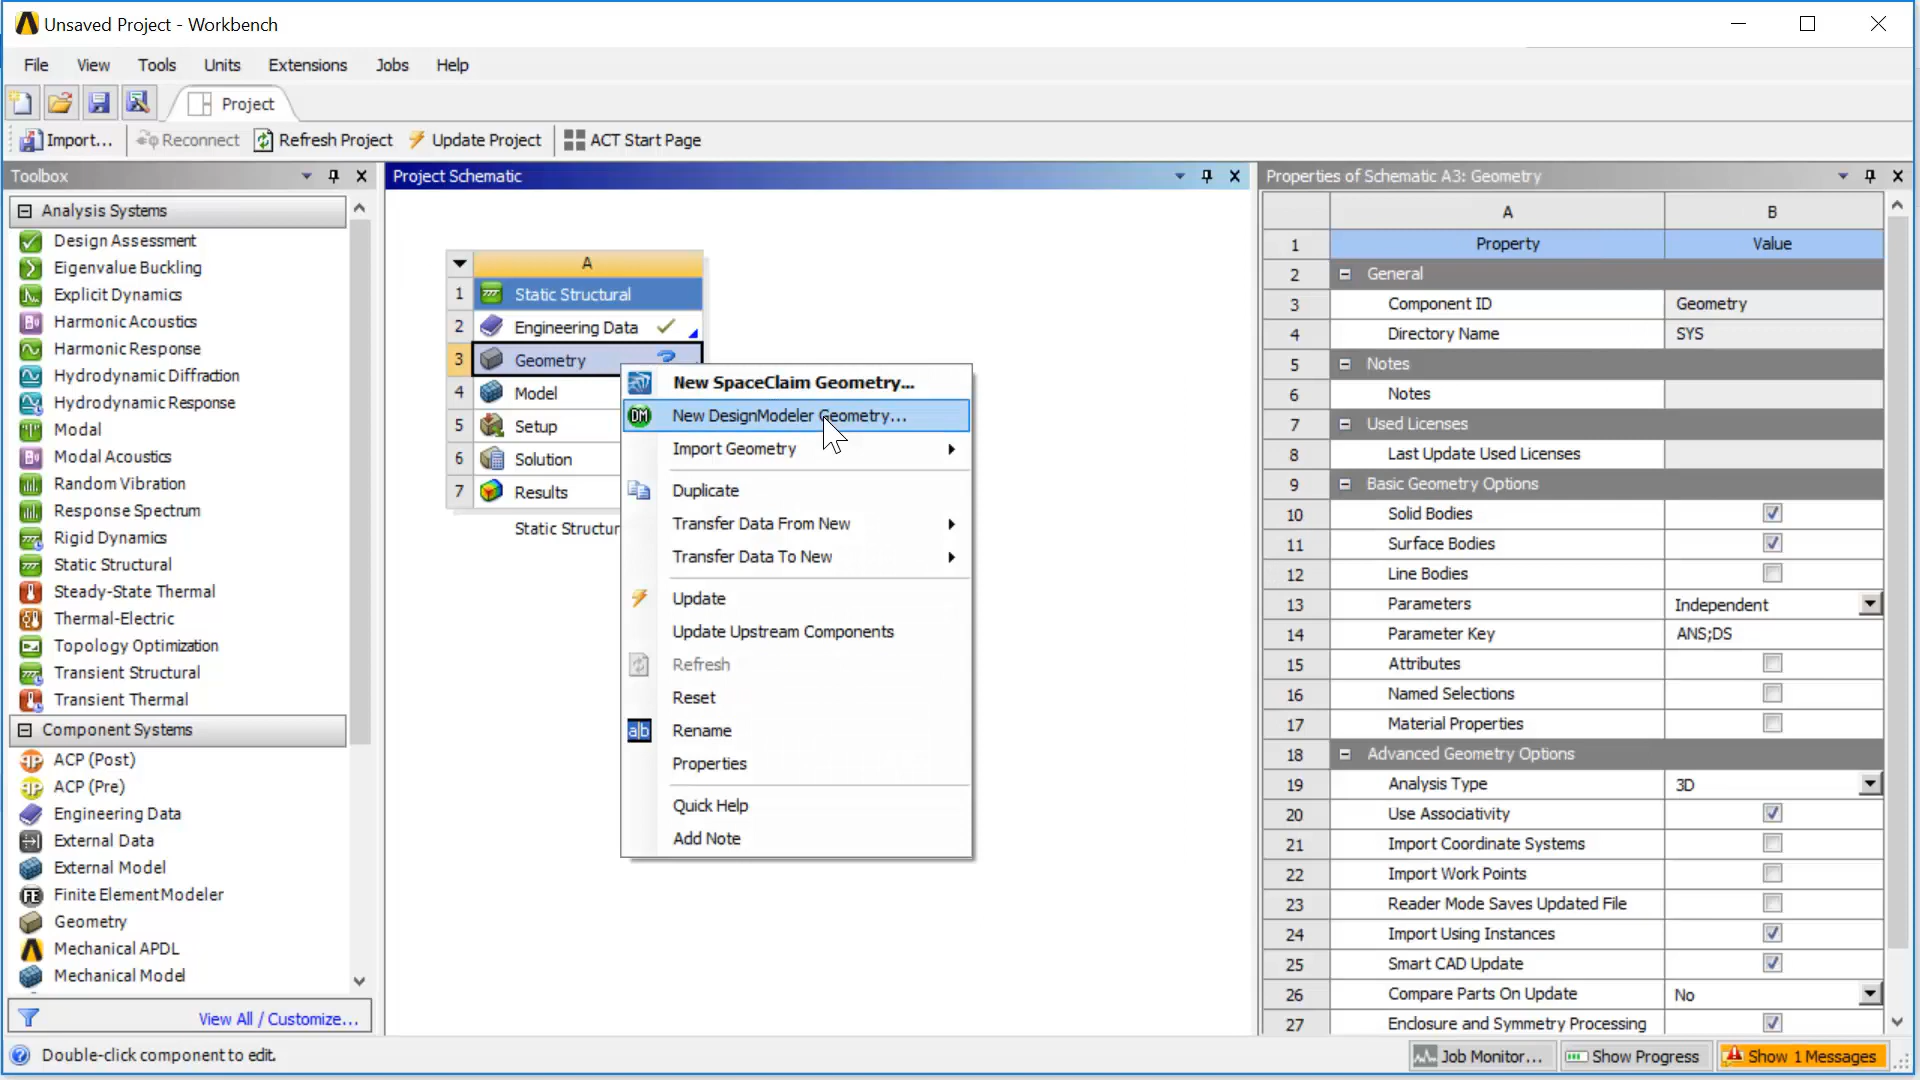 Unsaved Project - Workbench
File View Tools Units Extensions Jobs Help
Project
Import... Reconnect Refresh Project Update Project ACT Start Page
Toolbox
Analysis Systems
Design Assessment
Eigenvalue Buckling
Explicit Dynamics
Harmonic Acoustics
Harmonic Response
Hydrodynamic Diffraction
Hydrodynamic Response
Modal
Modal Acoustics
Random Vibration
Response Spectrum
Rigid Dynamics
Static Structural
Steady-State Thermal
Thermal-Electric
Topology Optimization
Transient Structural
Transient Thermal
Component Systems
ACP (Post)
ACP (Pre)
Engineering Data
External Data
External Model
Finite Element Modeler
Geometry
Mechanical APDL
Mechanical Model
View All / Customize...
Project Schematic
A
1 Static Structural
2 Engineering Data
3 Geometry
4 Model
5 Setup
6 Solution
7 Results
Static Structur
New SpaceClaim Geometry...
DM New DesignModeler Geometry...
Import Geometry
Duplicate
Transfer Data From New
Transfer Data To New
Update
Update Upstream Components
Refresh
Reset
a|b Rename
Properties
Quick Help
Add Note
Properties of Schematic A3: Geometry
A B
1 Property Value
2 General
3 Component ID Geometry
4 Directory Name SYS
5 Notes
6 Notes
7 Used Licenses
8 Last Update Used Licenses
9 Basic Geometry Options
10 Solid Bodies
11 Surface Bodies
12 Line Bodies
13 Parameters Independent
14 Parameter Key ANS;DS
15 Attributes
16 Named Selections
17 Material Properties
18 Advanced Geometry Options
19 Analysis Type 3D
20 Use Associativity
21 Import Coordinate Systems
22 Import Work Points
23 Reader Mode Saves Updated File
24 Import Using Instances
25 Smart CAD Update
26 Compare Parts On Update No
27 Enclosure and Symmetry Processing
Double-click component to edit.
Job Monitor... Show Progress Show 1 Messages